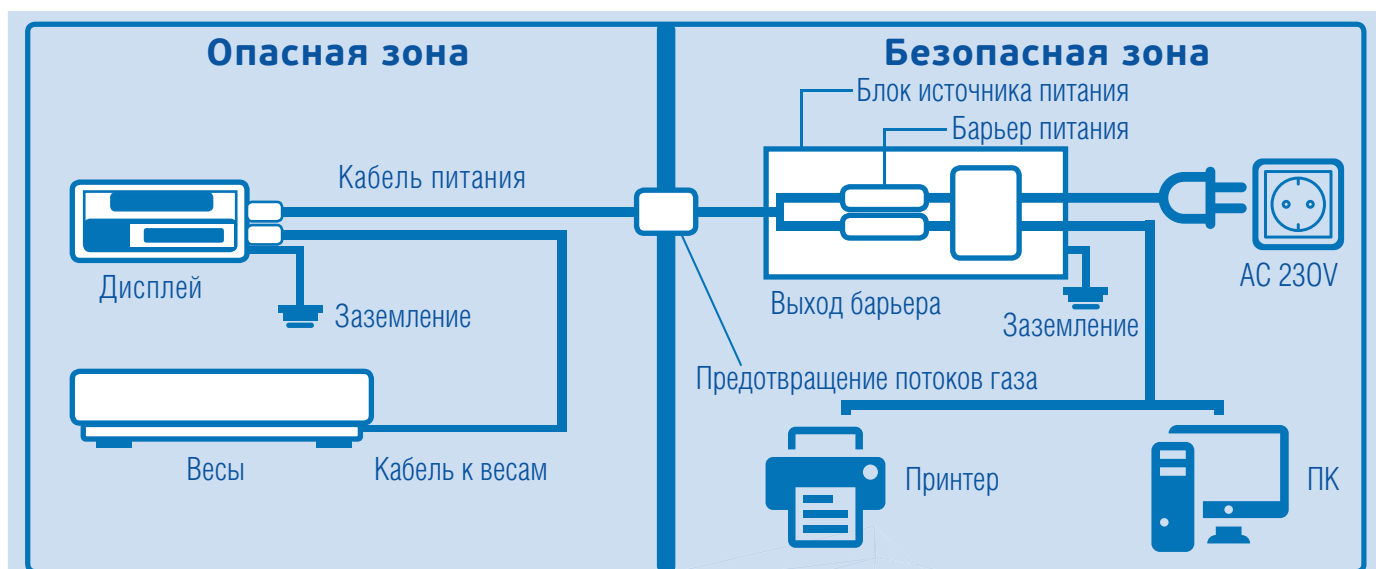 Опасная зона
Безопасная зона
Блок источника питания
Барьер питания
Кабель питания
Дисплей
Заземление
Выход барьера
Заземление
AC 230V
Предотвращение потоков газа
Весы
Кабель к весам
Принтер
ПК